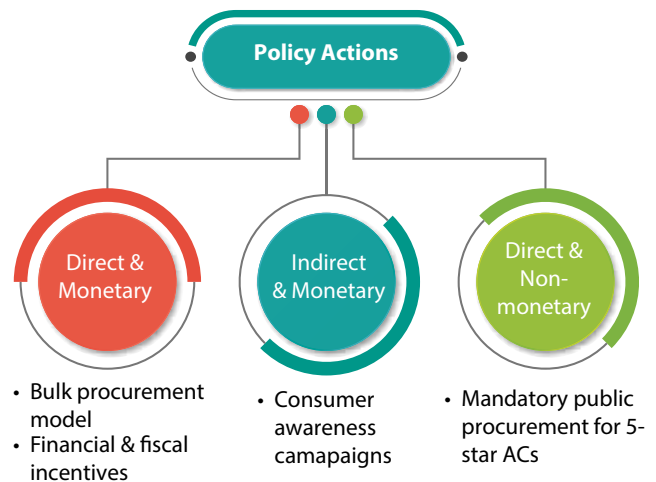 Policy Actions
Direct &
Monetary
Indirect
& Monetary
Direct &
Non-
monetary
• Bulk procurement
model
• Financial & fiscal
incentives
• Consumer
awareness
camapaigns
• Mandatory public
procurement for 5-
star ACs